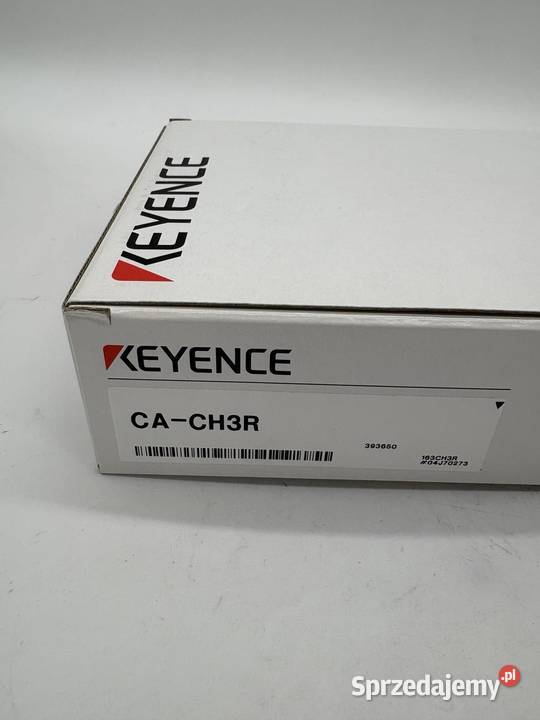 KEYENCE
KEYENCE
CA-CH3R
393650
163CH3R
#04J70273
Sprzedajemy.pl